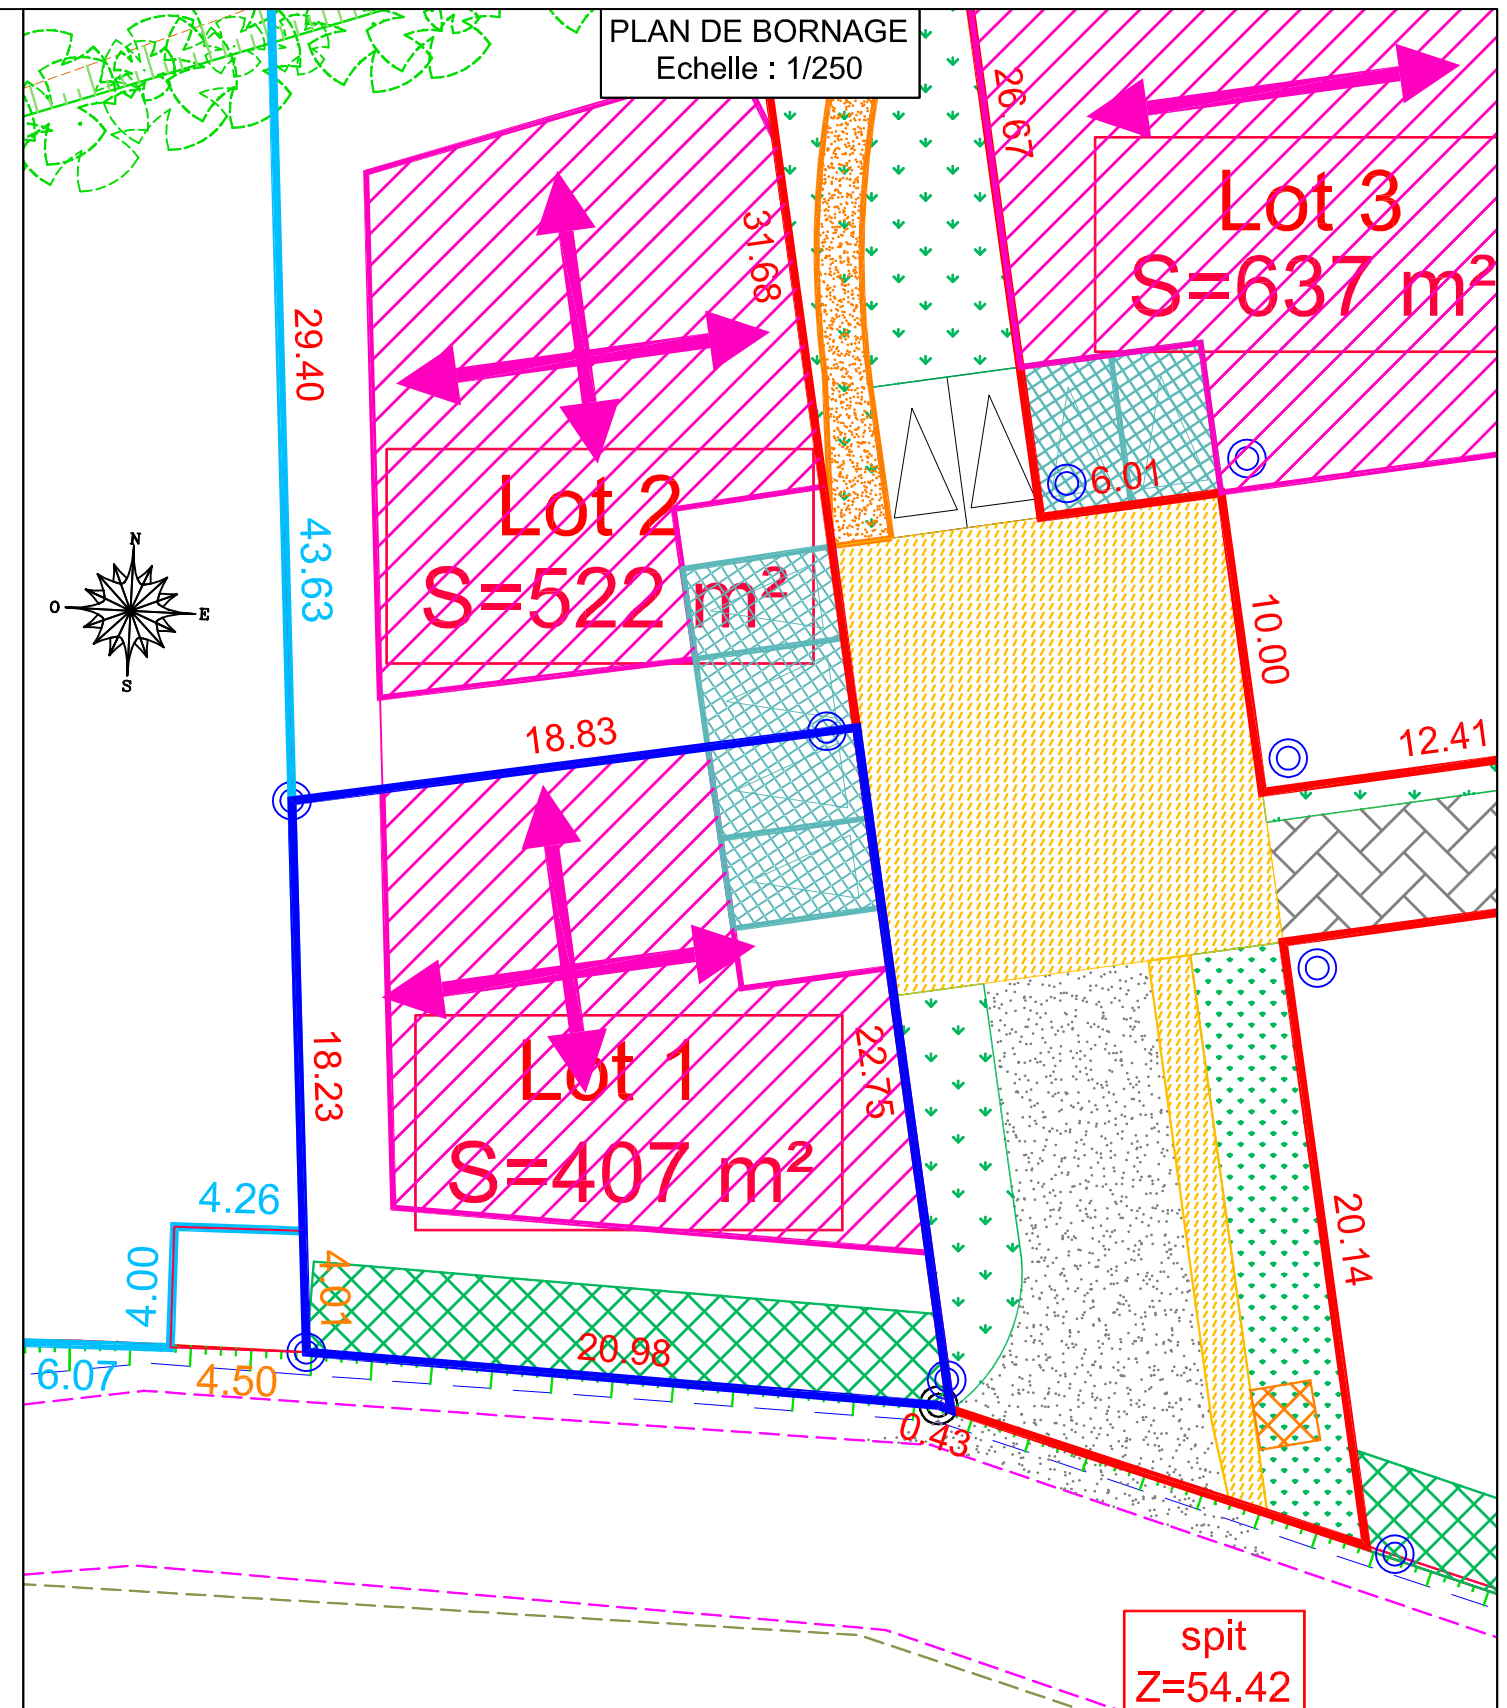 PLAN DE BORNAGE
Echelle : 1/250
26.67
Lot 3
S=637 m²
31.68
29.40
Lot 2
S=522 m²
6.01
43.63
N
O
E
S
10.00
18.83
12.41
Lot 1
S=407 m²
18.23
22.75
4.26
4.00
4.01
20.14
20.98
6.07
4.50
0.43
spit
Z=54.42